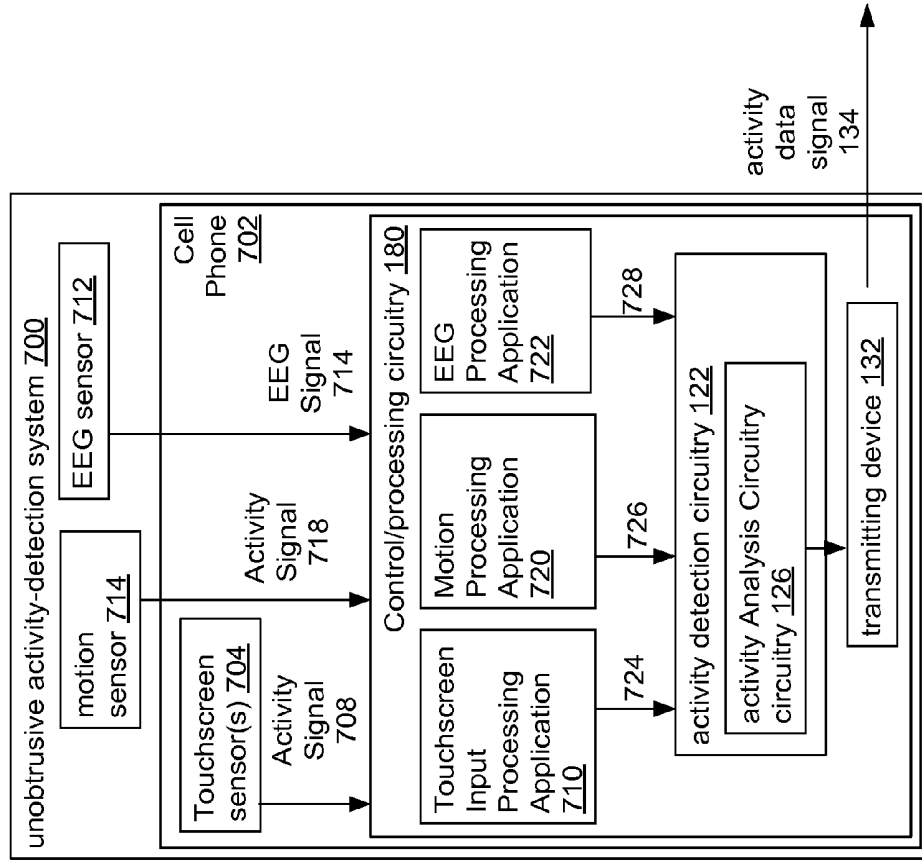 unobtrusive activity-detection system 700
motion
sensor 714
EEG sensor 712
Cell
Phone
702
Touchscreen
sensor(s) 704
Activity
Signal
708
Activity
Signal
718
EEG
Signal
714
Control/processing circuitry 180
Touchscreen
Input
Processing
Application
710
Motion
Processing
Application
720
EEG
Processing
Application
722
724
726
728
activity detection circuitry 122
activity Analysis Circuitry
circuitry 126
transmitting device 132
activity
data
signal
134